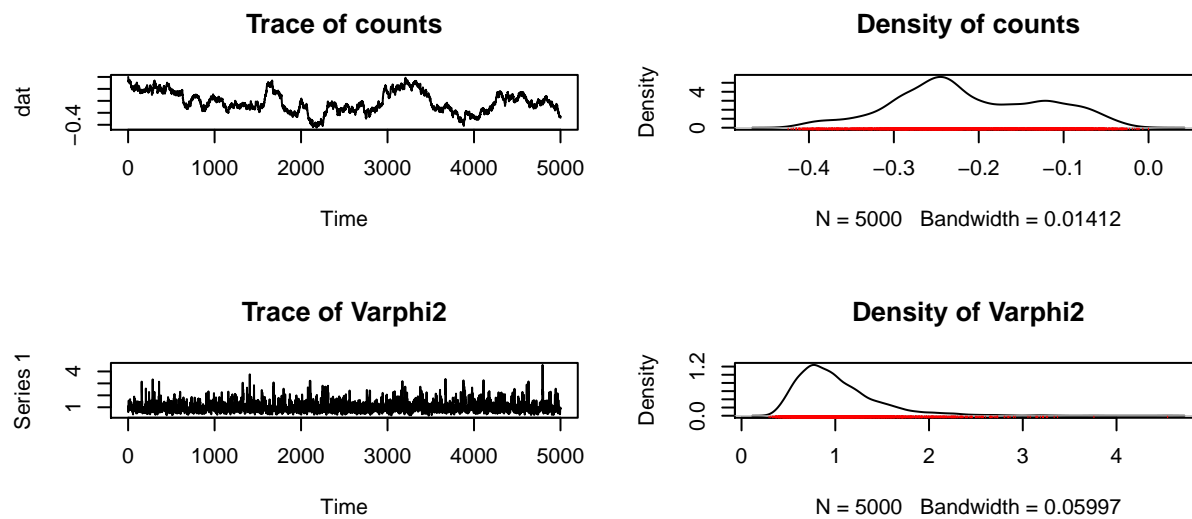 Trace of counts
dat
−0.4
0 1000 2000 3000 4000 5000
Time
Density of counts
Density
0 4
−0.4 −0.3 −0.2 −0.1 0.0
N = 5000 Bandwidth = 0.01412
Trace of Varphi2
Series 1
1 4
0 1000 2000 3000 4000 5000
Time
Density of Varphi2
Density
0.0 1.2
0 1 2 3 4
N = 5000 Bandwidth = 0.05997